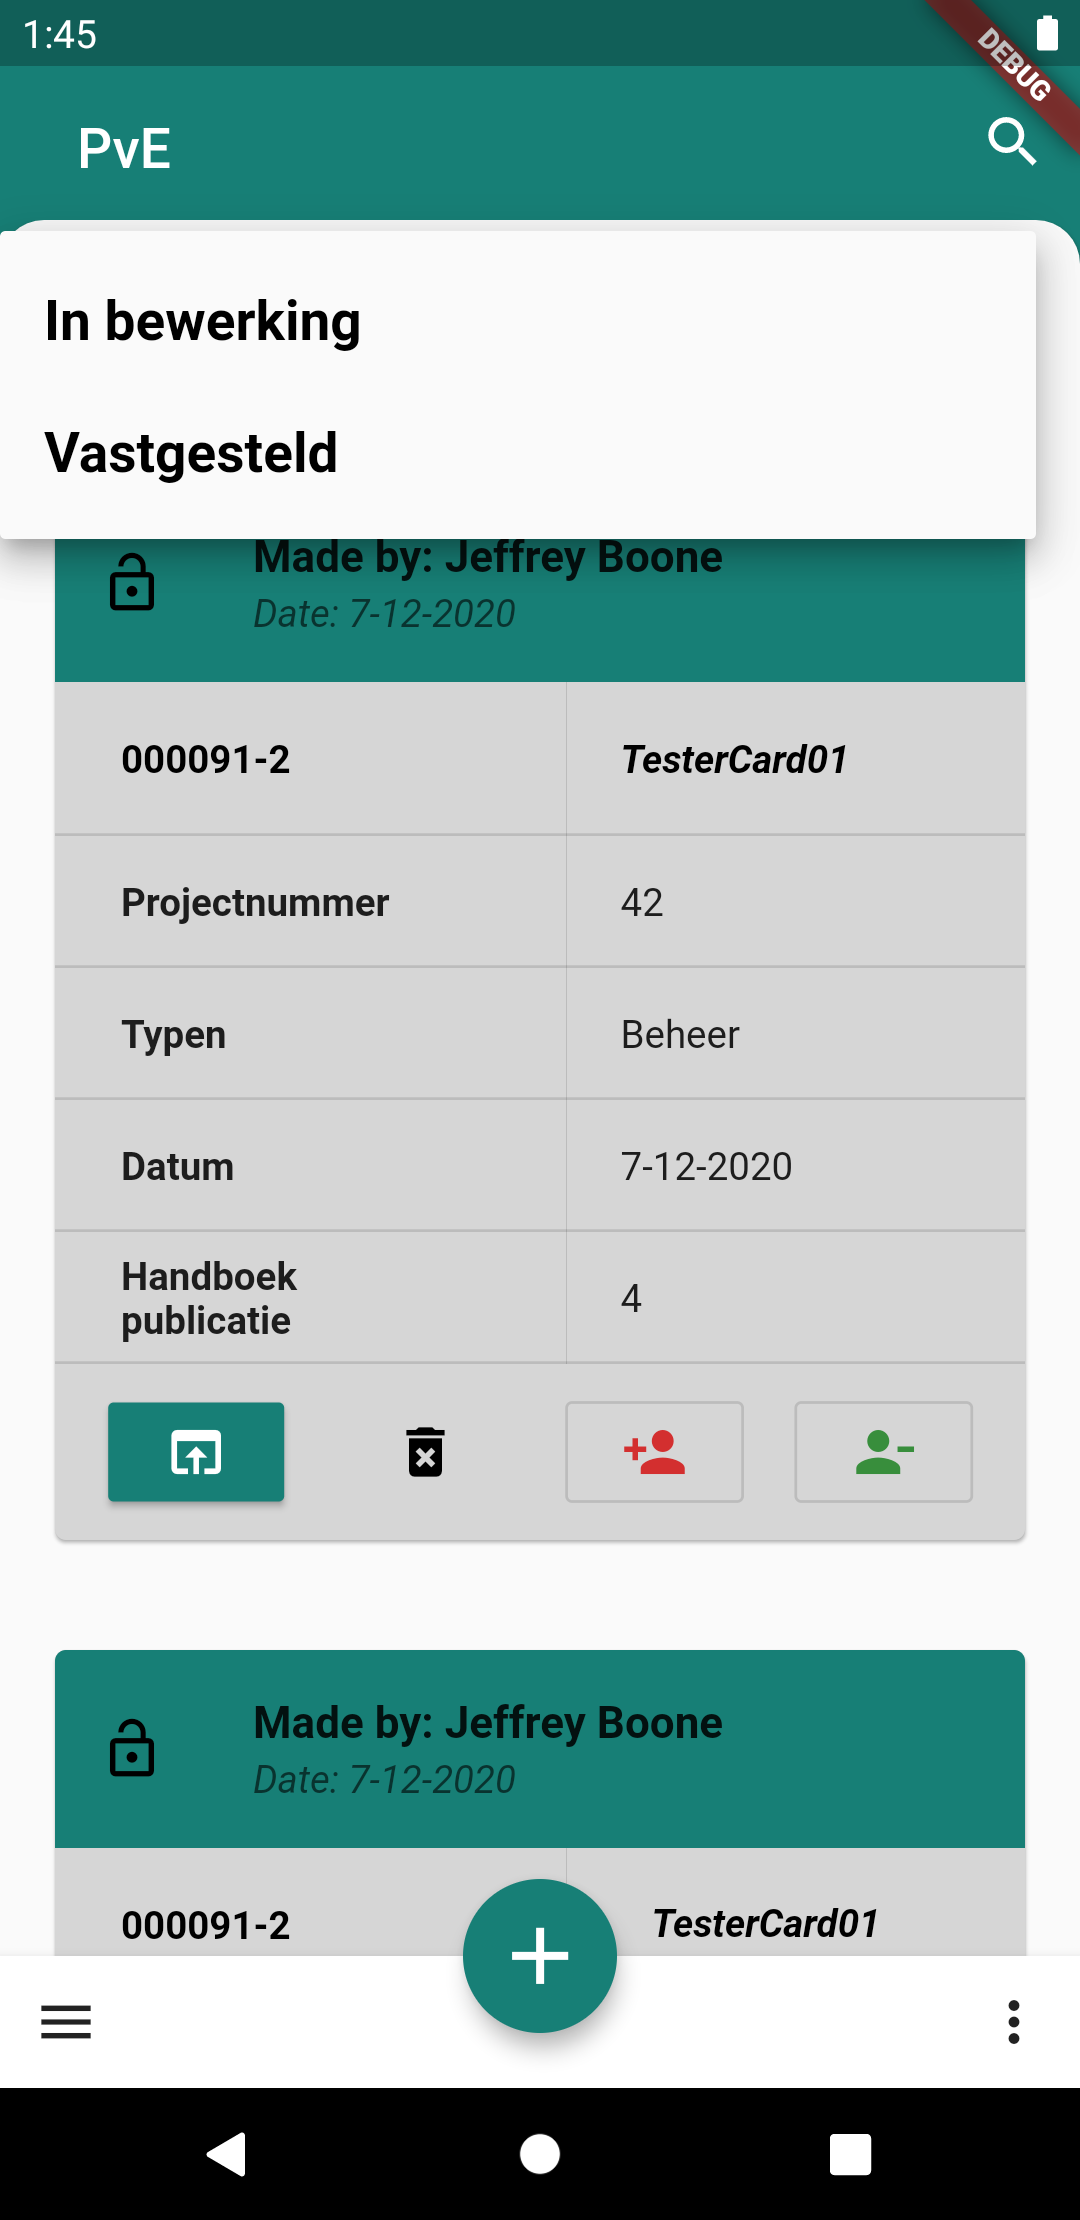 1:45
DEBUG
PvE
In bewerking
Vastgesteld
Made by: Jeffrey Boone
Date: 7-12-2020
000091-2 TesterCard01
Projectnummer 42
Typen Beheer
Datum 7-12-2020
Handboek
publicatie 4
Made by: Jeffrey Boone
Date: 7-12-2020
000091-2 TesterCard01